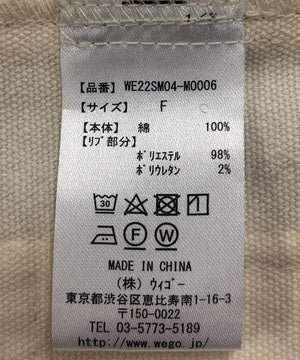 【品番】 WE22SM04-M0006
【サイズ】 F
【本体】 綿 100%
【リブ部分】
ポリエステル 98%
ポリウレタン 2%
30
F W
MADE IN CHINA
(株) ウィゴー
東京都渋谷区恵比寿南1-16-3
〒150-0022
TEL 03-5773-5189
http://www.wego.jp/